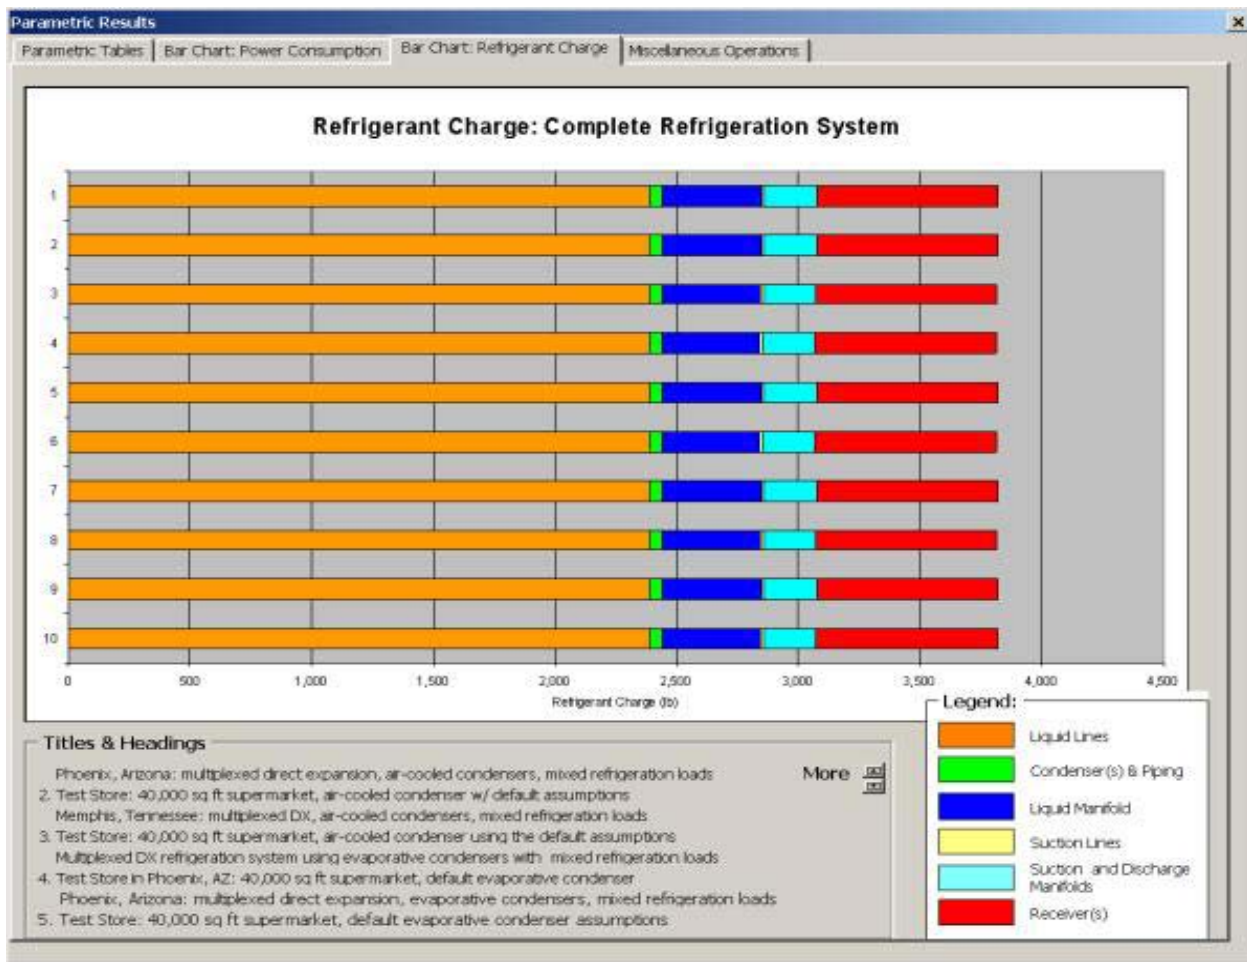 Parametric Results
Parametric Tables
Bar Chart: Power Consumption
Bar Chart: Refrigerant Charge
Miscellaneous Operations
Refrigerant Charge: Complete Refrigeration System
1
2
3
4
5
6
7
8
9
10
0 500 1,000 1,500 2,000 2,500 3,000 3,500 4,000 4,500
Refrigerant Charge (lb)
Titles & Headings
Phoenix, Arizona: multiplexed direct expansion, air-cooled condensers, mixed refrigeration loads
2. Test Store: 40,000 sq ft supermarket, air-cooled condenser w/ default assumptions
Memphis, Tennessee: multiplexed DX, air-cooled condensers, mixed refrigeration loads
3. Test Store: 40,000 sq ft supermarket, air-cooled condenser using the default assumptions
Multiplexed DX refrigeration system using evaporative condensers with mixed refrigeration loads
4. Test Store in Phoenix, AZ: 40,000 sq ft supermarket, default evaporative condenser
Phoenix, Arizona: multiplexed direct expansion, evaporative condensers, mixed refrigeration loads
5. Test Store: 40,000 sq ft supermarket, default evaporative condenser assumptions
More
Legend:
Liquid Lines
Condenser(s) & Piping
Liquid Manifold
Suction Lines
Suction and Discharge
Manifolds
Receiver(s)